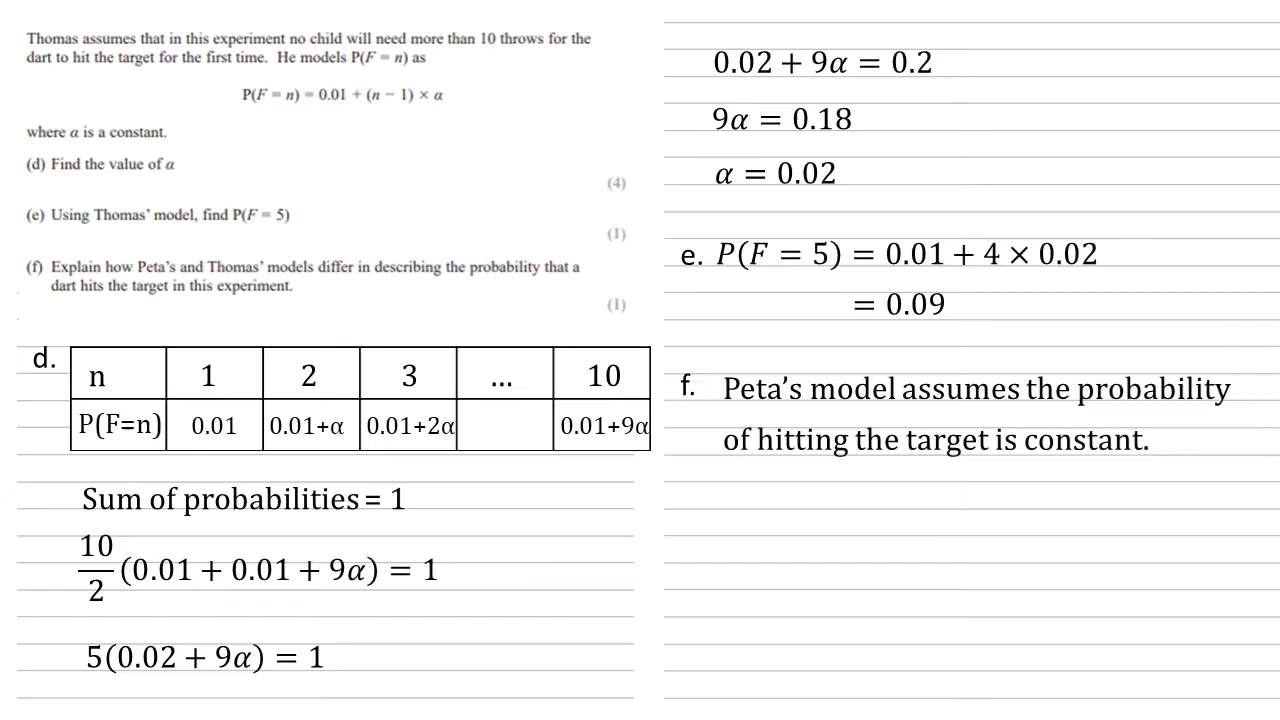 Thomas assumes that in this experiment no child will need more than 10 throws for the
dart to hit the target for the first time. He models P(F = n) as
P(F = n) = 0.01 + (n − 1) × α
where α is a constant.
(d) Find the value of α
(4)
(e) Using Thomas' model, find P(F = 5)
(1)
(f) Explain how Peta's and Thomas' models differ in describing the probability that a
dart hits the target in this experiment.
(1)
d.
n 1 2 3 ... 10
P(F=n) 0.01 0.01+α 0.01+2α 0.01+9α
Sum of probabilities = 1
10/2 (0.01 + 0.01 + 9α) = 1
5(0.02 + 9α) = 1
0.02 + 9α = 0.2
9α = 0.18
α = 0.02
e. P(F = 5) = 0.01 + 4 × 0.02
= 0.09
f. Peta's model assumes the probability
of hitting the target is constant.